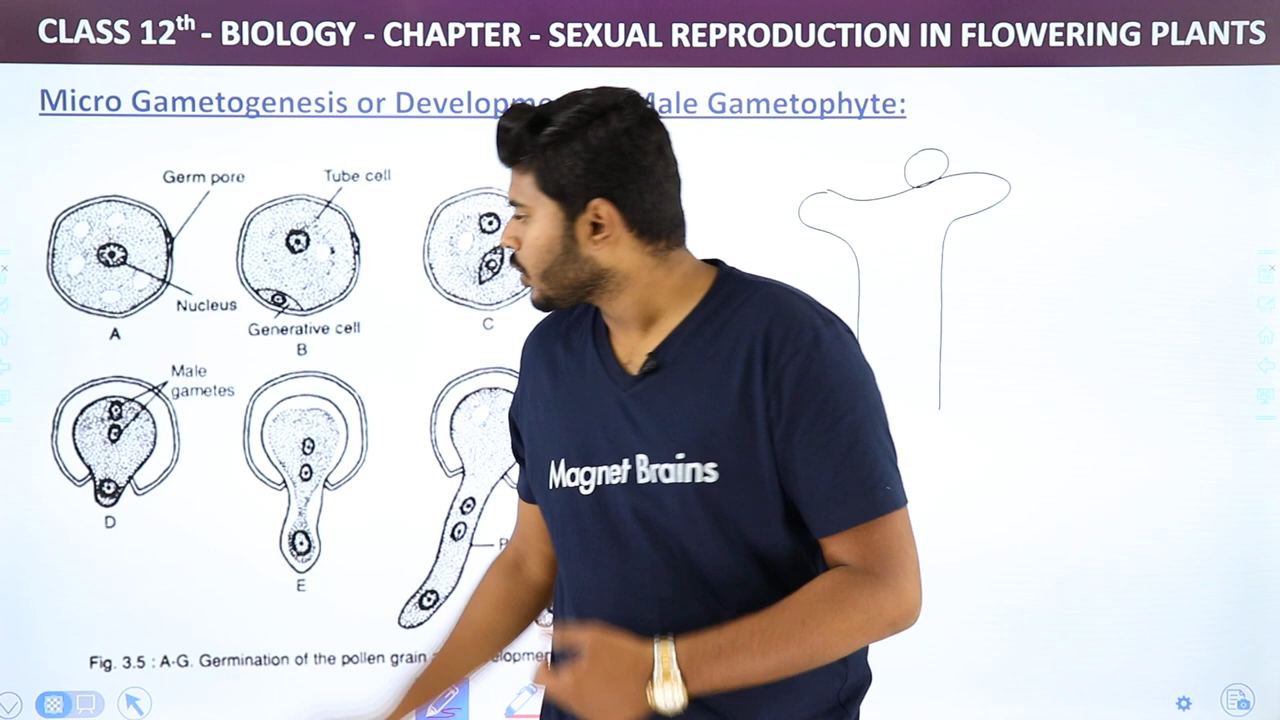 CLASS 12th - BIOLOGY - CHAPTER - SEXUAL REPRODUCTION IN FLOWERING PLANTS
Micro Gametogenesis or Male Gametophyte:
Germ pore
Tube cell
Nucleus
Generative cell
A
B
C
Male
gametes
Magnet Brains
D
E
Fig. 3.5 : A-G. Germination of the pollen grain